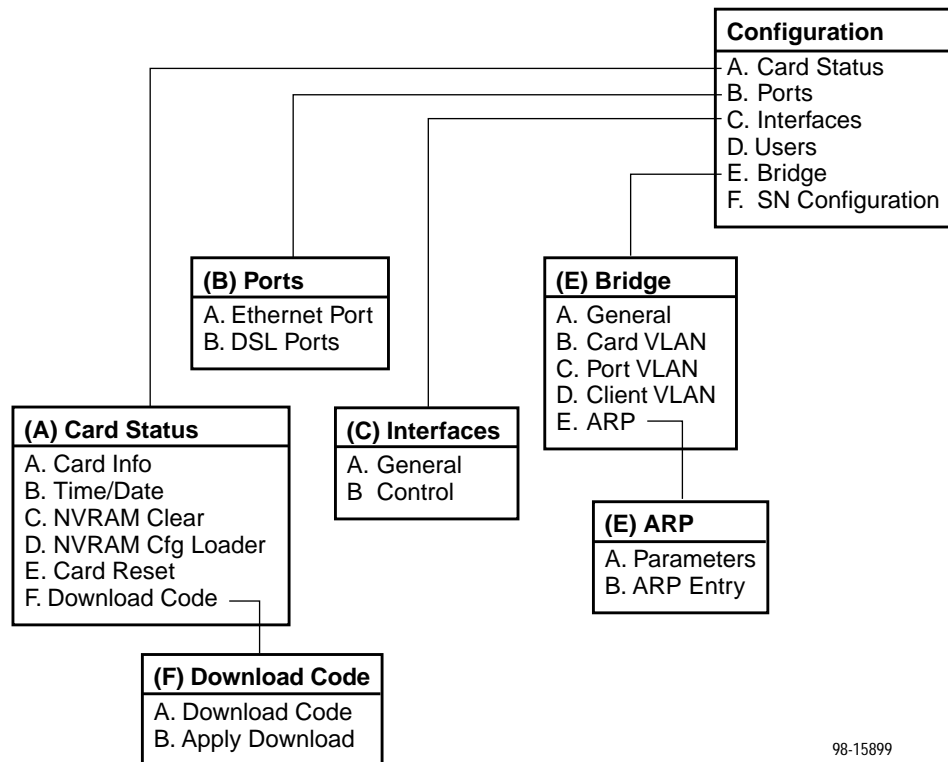 Configuration
A. Card Status
B. Ports
C. Interfaces
D. Users
E. Bridge
F. SN Configuration
(B) Ports
A. Ethernet Port
B. DSL Ports
(E) Bridge
A. General
B. Card VLAN
C. Port VLAN
D. Client VLAN
E. ARP
(A) Card Status
A. Card Info
B. Time/Date
C. NVRAM Clear
D. NVRAM Cfg Loader
E. Card Reset
F. Download Code
(C) Interfaces
A. General
B Control
(E) ARP
A. Parameters
B. ARP Entry
(F) Download Code
A. Download Code
B. Apply Download
98-15899